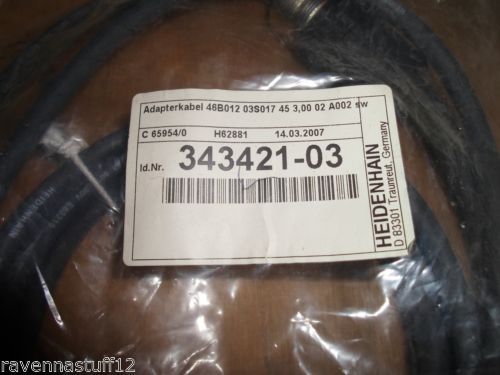 Adapterkabel 46B012 03S017 45 3,00 02 A002 sw
C 65954/0 H62881 14.03.2007
Id.Nr. 343421-03
HEIDENHAIN
D 83301 Traunreut, Germany
HEIDENHAIN
ravennastuff12